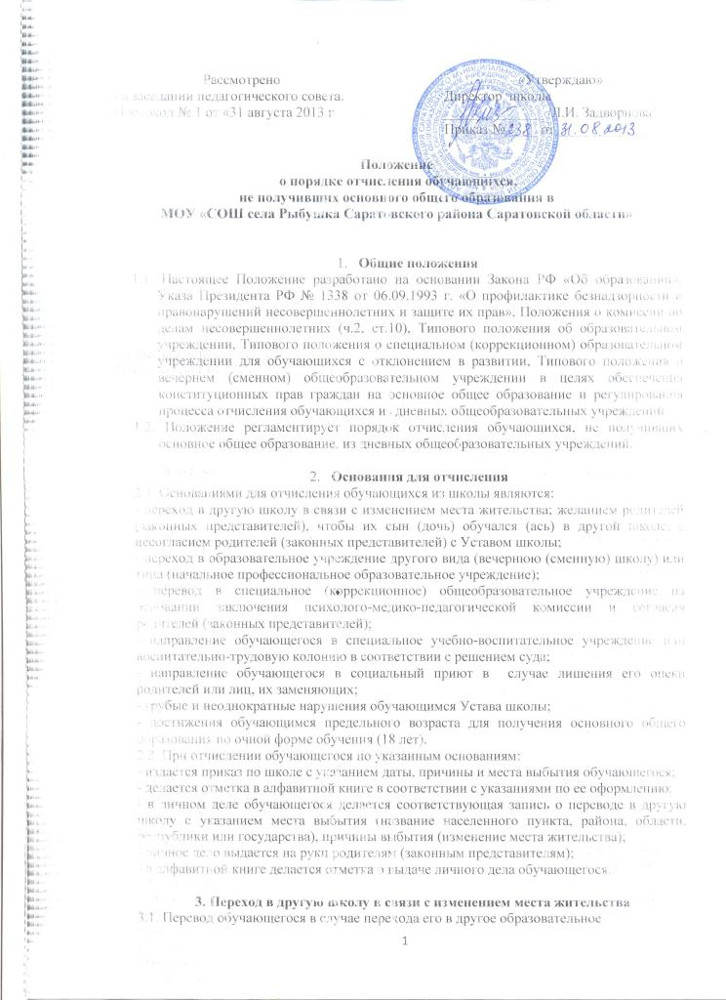 Рассмотрено
на заседании педагогического совета.
Протокол № 1 от «31 августа 2013 г
«Утверждаю»
Директор школы
Л.И. Задворнова
Приказ № 238 от 31.08.2013
Положение
о порядке отчисления обучающихся,
не получивших основного общего образования в
МОУ «СОШ села Рыбушка Саратовского района Саратовской области»
1. Общие положения
1.1. Настоящее Положение разработано на основании Закона РФ «Об образовании»,
Указа Президента РФ № 1338 от 06.09.1993 г. «О профилактике безнадзорности и
правонарушений несовершеннолетних и защите их прав», Положения о комиссии по
делам несовершеннолетних (ч.2, ст.10), Типового положения об образовательном
учреждении, Типового положения о специальном (коррекционном) образовательном
учреждении для обучающихся с отклонением в развитии, Типового положения о
вечернем (сменном) общеобразовательном учреждении в целях обеспечения
конституционных прав граждан на основное общее образование и регулирования
процесса отчисления обучающихся из дневных общеобразовательных учреждений.
1.2. Положение регламентирует порядок отчисления обучающихся, не получивших
основное общее образование, из дневных общеобразовательных учреждений.
2. Основания для отчисления
2.1. Основаниями для отчисления обучающихся из школы являются:
- переход в другую школу в связи с изменением места жительства; желанием родителей
(законных представителей), чтобы их сын (дочь) обучался (ась) в другой школе; с
несогласием родителей (законных представителей) с Уставом школы;
- переход в образовательное учреждение другого вида (вечернюю (сменную) школу) или
типа (начальное профессиональное образовательное учреждение);
- перевод в специальное (коррекционное) общеобразовательное учреждение на
основании заключения психолого-медико-педагогической комиссии и согласия
родителей (законных представителей);
- направление обучающегося в специальное учебно-воспитательное учреждение или
воспитательно-трудовую колонию в соответствии с решением суда;
- направление обучающегося в социальный приют в случае лишения его опеки
родителей или лиц, их заменяющих;
- грубые и неоднократные нарушения обучающимся Устава школы;
- достижения обучающимся предельного возраста для получения основного общего
образования по очной форме обучения (18 лет).
2.2. При отчислении обучающегося по указанным основаниям:
- издается приказ по школе с указанием даты, причины и места выбытия обучающегося;
- делается отметка в алфавитной книге в соответствии с указаниями по ее оформлению;
- в личном деле обучающегося делается соответствующая запись о переводе в другую
школу с указанием места выбытия (название населенного пункта, района, области,
республики или государства), причины выбытия (изменение места жительства);
- личное дело выдается на руки родителям (законным представителям);
- в алфавитной книге делается отметка о выдаче личного дела обучающегося.
3. Переход в другую школу в связи с изменением места жительства
3.1. Перевод обучающегося в случае перехода его в другое образовательное
1